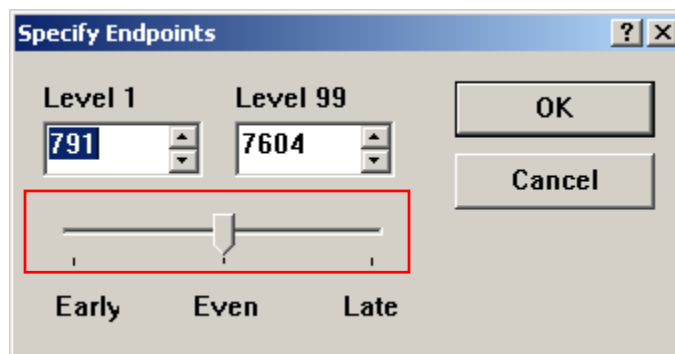 Specify Endpoints
Level 1 Level 99
791 7604
OK
Cancel
Early Even Late